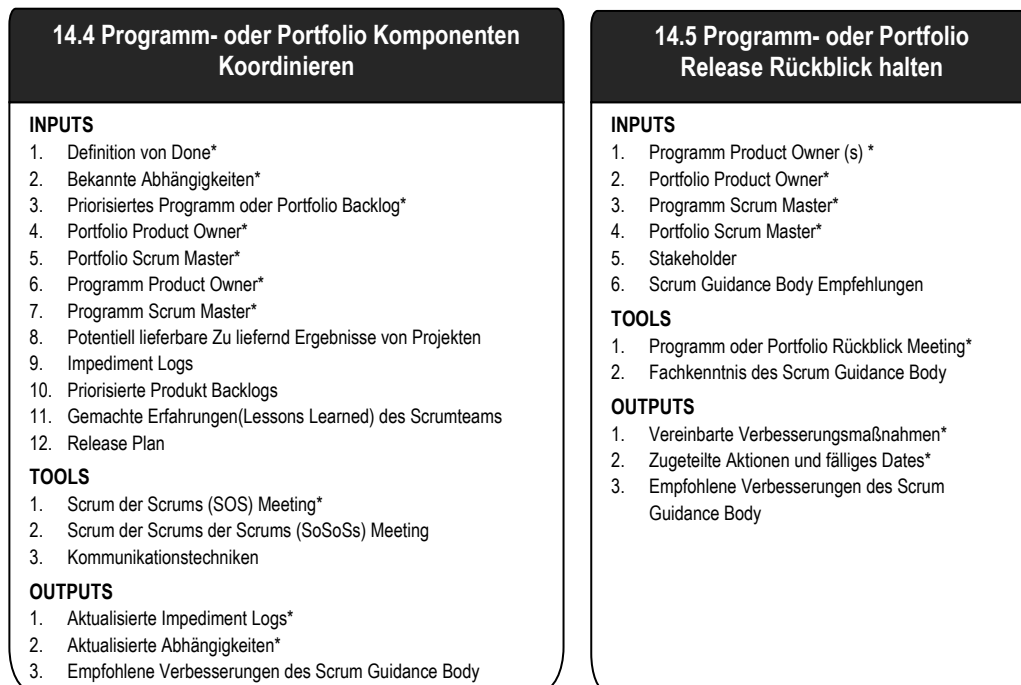 14.4 Programm- oder Portfolio Komponenten
Koordinieren
INPUTS
1. Definition von Done*
2. Bekannte Abhängigkeiten*
3. Priorisiertes Programm oder Portfolio Backlog*
4. Portfolio Product Owner*
5. Portfolio Scrum Master*
6. Programm Product Owner*
7. Programm Scrum Master*
8. Potentiell lieferbare Zu liefernd Ergebnisse von Projekten
9. Impediment Logs
10. Priorisierte Produkt Backlogs
11. Gemachte Erfahrungen(Lessons Learned) des Scrumteams
12. Release Plan
TOOLS
1. Scrum der Scrums (SOS) Meeting*
2. Scrum der Scrums der Scrums (SoSoSs) Meeting
3. Kommunikationstechniken
OUTPUTS
1. Aktualisierte Impediment Logs*
2. Aktualisierte Abhängigkeiten*
3. Empfohlene Verbesserungen des Scrum Guidance Body
14.5 Programm- oder Portfolio
Release Rückblick halten
INPUTS
1. Programm Product Owner (s) *
2. Portfolio Product Owner*
3. Programm Scrum Master*
4. Portfolio Scrum Master*
5. Stakeholder
6. Scrum Guidance Body Empfehlungen
TOOLS
1. Programm oder Portfolio Rückblick Meeting*
2. Fachkenntnis des Scrum Guidance Body
OUTPUTS
1. Vereinbarte Verbesserungsmaßnahmen*
2. Zugeteilte Aktionen und fälliges Dates*
3. Empfohlene Verbesserungen des Scrum
Guidance Body